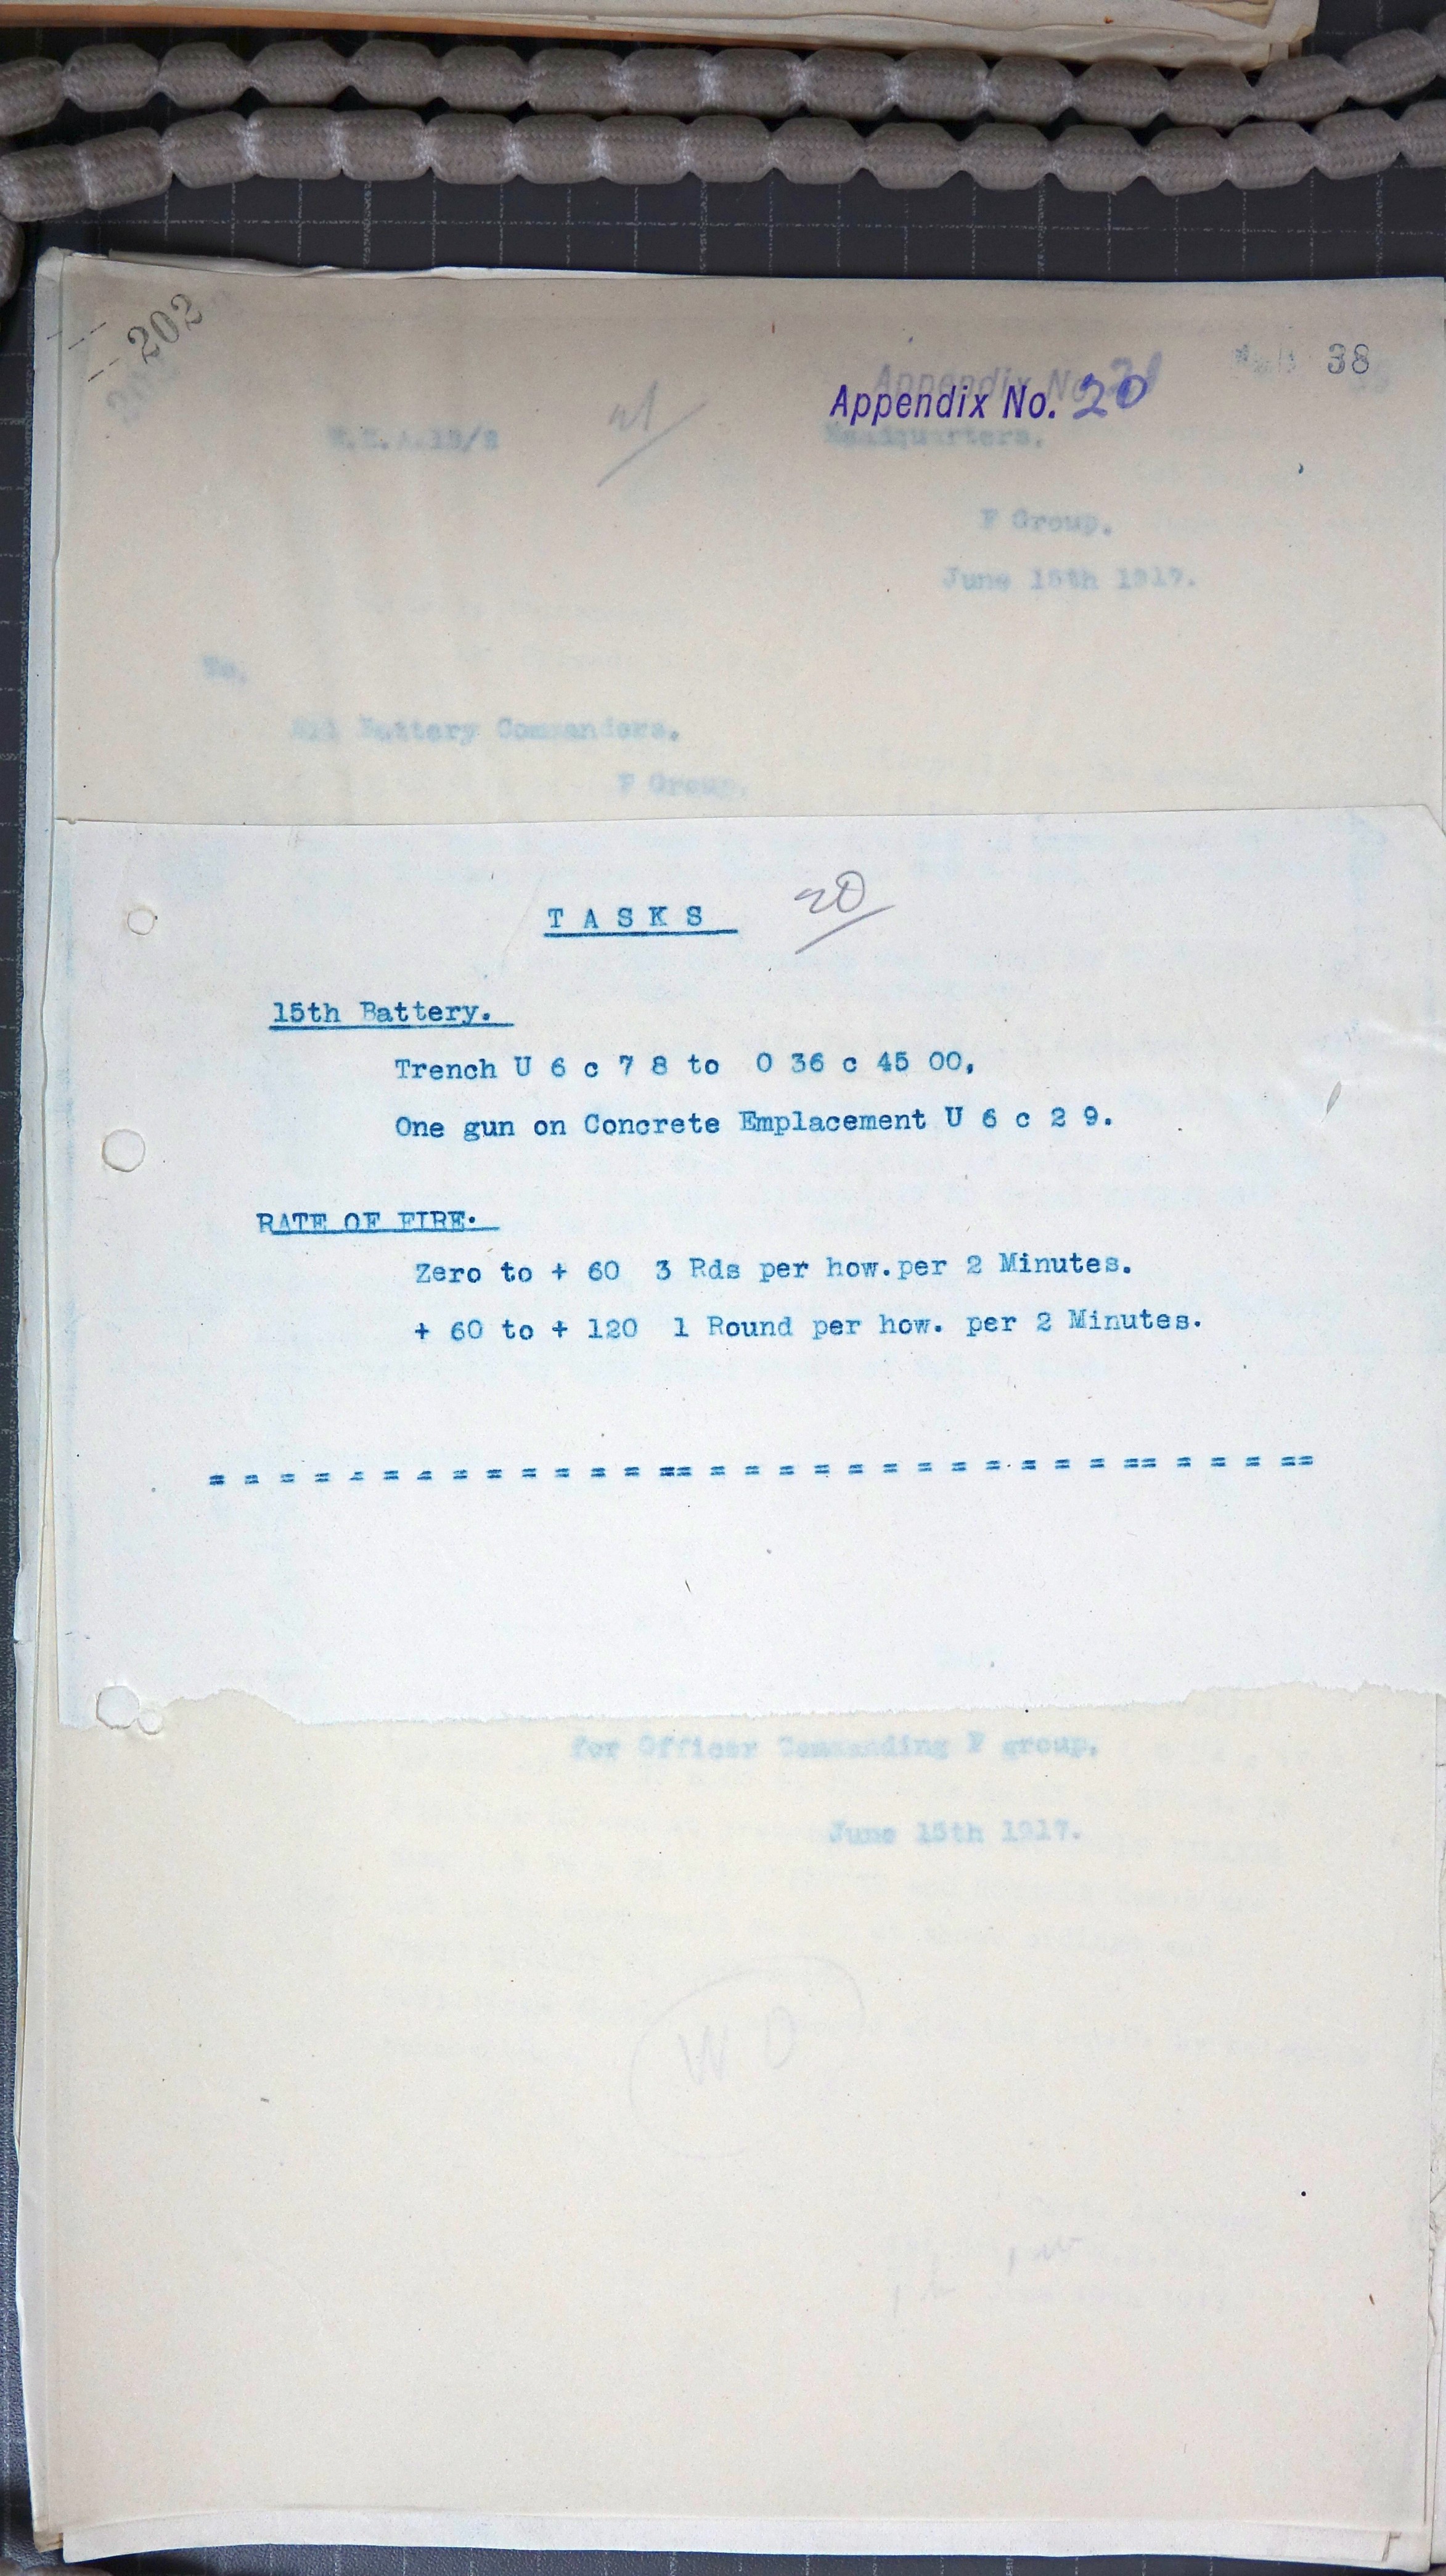 202
38
Appendix No. 20
Headquarters.
F Group.
June 15th 1917.
To,
All Battery Commanders.
F Group.
T A S K S 20
15th Battery.
Trench U 6 c 7 8 to O 36 c 45 00,
One gun on Concrete Emplacement U 6 c 2 9.
RATE OF FIRE.
Zero to + 60 3 Rds per how.per 2 Minutes.
+ 60 to + 120 1 Round per how. per 2 Minutes.
= = = = = = = = = = = = = == = = = = = = = = = = = = == = = = ==
for Officer Commanding F group.
June 15th 1917.
W D